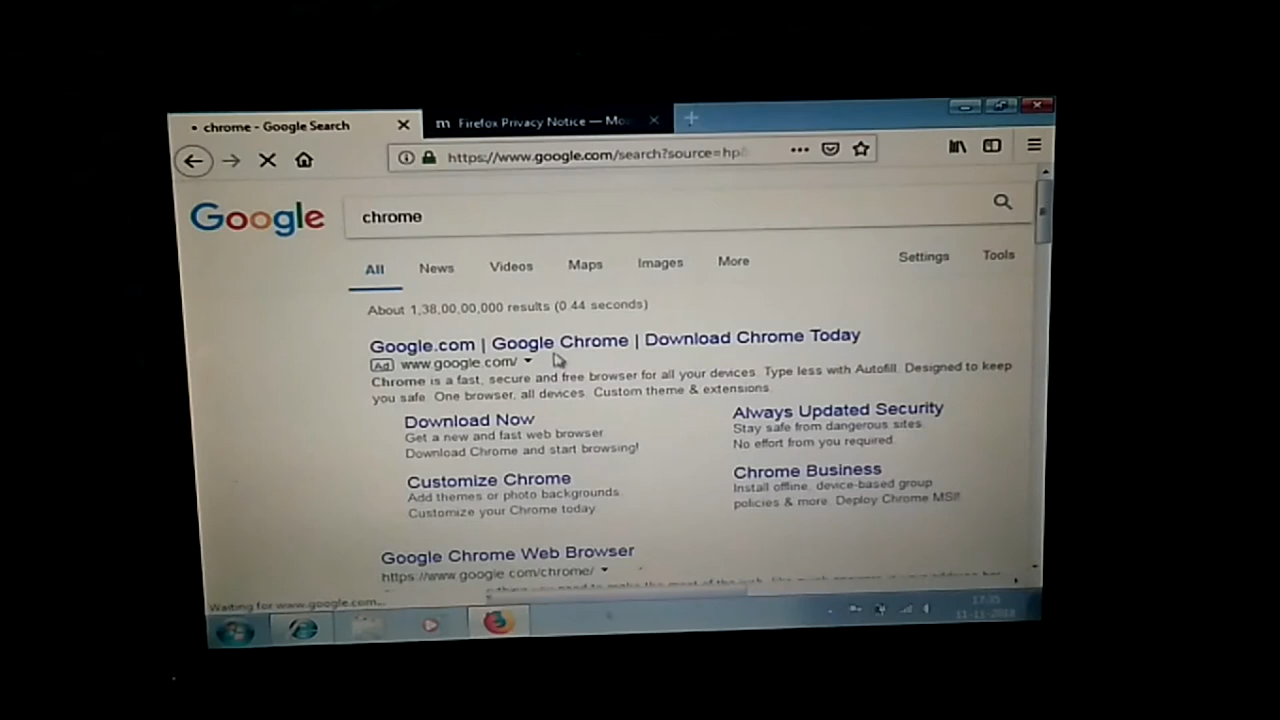 chrome - Google Search
m Firefox Privacy Notice — Mo
https://www.google.com/search?source=hp
Google
chrome
All News Videos Maps Images More Settings Tools
About 1,38,00,00,000 results (0.44 seconds)
Google.com | Google Chrome | Download Chrome Today
Ad www.google.com/
Chrome is a fast, secure and free browser for all your devices. Type less with Autofill. Designed to keep
you safe. One browser, all devices. Custom theme & extensions.
Download Now
Get a new and fast web browser.
Download Chrome and start browsing!
Always Updated Security
Stay safe from dangerous sites.
No effort from you required.
Customize Chrome
Add themes or photo backgrounds.
Customize your Chrome today.
Chrome Business
Install offline, device-based group
policies & more. Deploy Chrome MSI!
Google Chrome Web Browser
https://www.google.com/chrome/
Waiting for www.google.com...